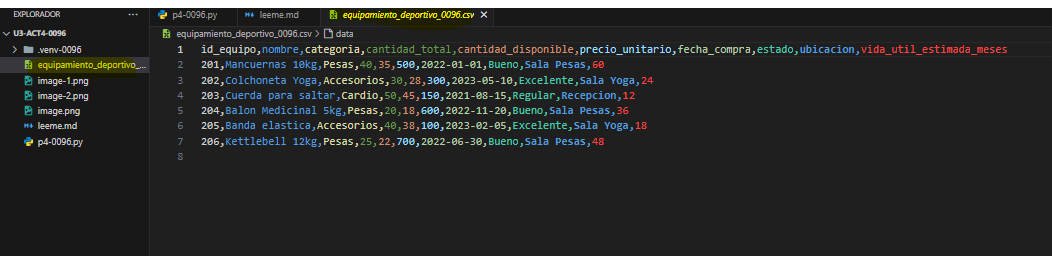 EXPLORADOR ...
U3-ACT4-0096
.venv-0096
equipamiento_deportivo_...
image-1.png
image-2.png
image.png
leeme.md
p4-0096.py
p4-0096.py leeme.md equipamiento_deportivo_0096.csv
equipamiento_deportivo_0096.csv > data
1 id_equipo,nombre,categoria,cantidad_total,cantidad_disponible,precio_unitario,fecha_compra,estado,ubicacion,vida_util_estimada_meses
2 201,Mancuernas 10kg,Pesas,40,35,500,2022-01-01,Bueno,Sala Pesas,60
3 202,Colchoneta Yoga,Accesorios,30,28,300,2023-05-10,Excelente,Sala Yoga,24
4 203,Cuerda para saltar,Cardio,50,45,150,2021-08-15,Regular,Recepcion,12
5 204,Balon Medicinal 5kg,Pesas,20,18,600,2022-11-20,Bueno,Sala Pesas,36
6 205,Banda elastica,Accesorios,40,38,100,2023-02-05,Excelente,Sala Yoga,18
7 206,Kettlebell 12kg,Pesas,25,22,700,2022-06-30,Bueno,Sala Pesas,48
8